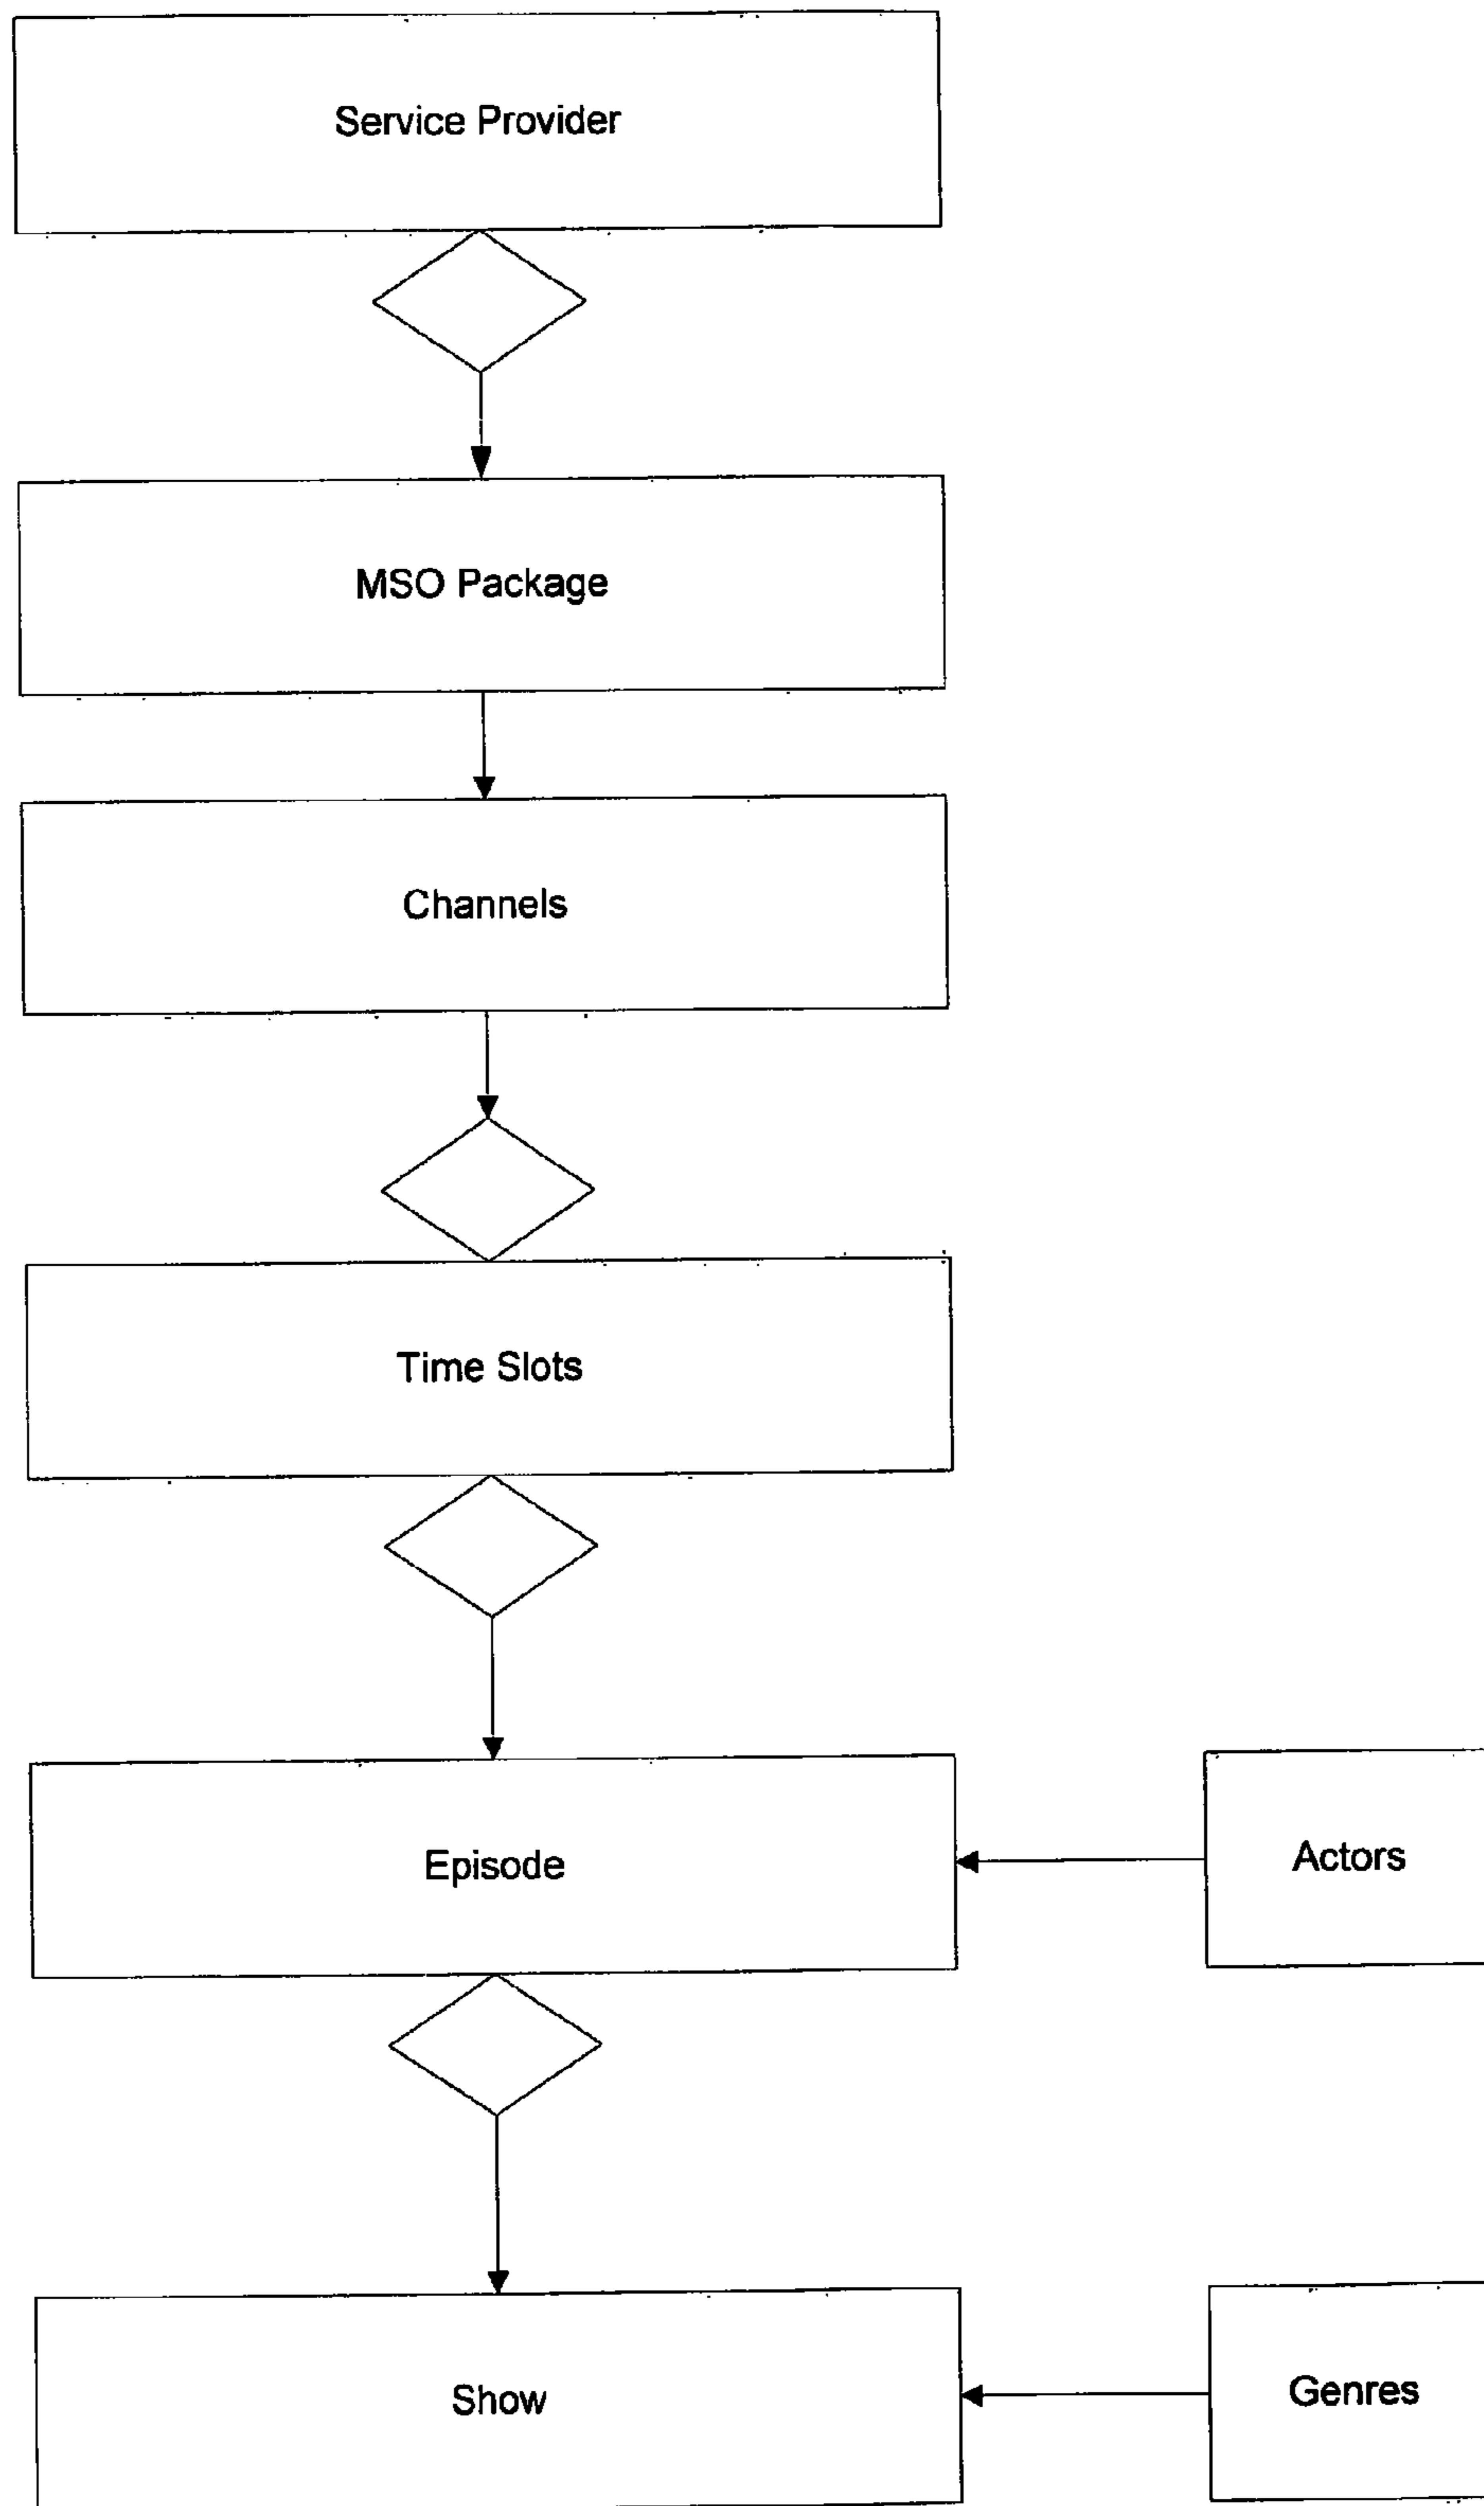 Service Provider
MSO Package
Channels
Time Slots
Episode
Actors
Show
Genres